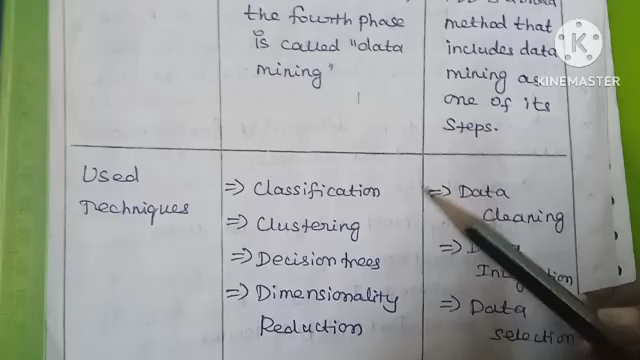 the fourth phase
is called "data
mining"
method that
includes data
mining as
one of its
Steps.
KINEMASTER
Used
Techniques
=> Classification
=> Clustering
=> Decision trees
=> Dimensionality
Reduction
=> Data
Cleaning
=>
=> Data
selection